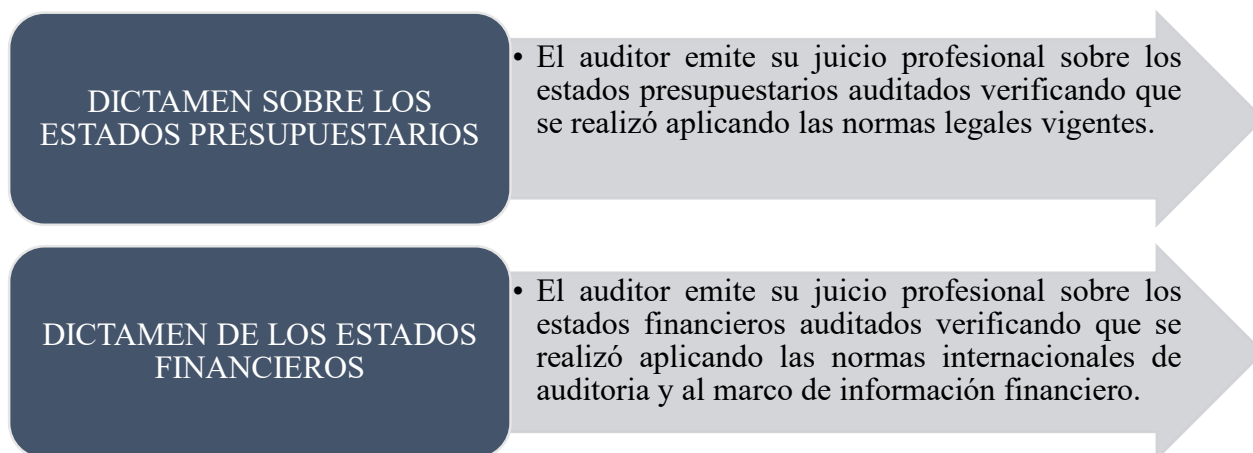 DICTAMEN SOBRE LOS
ESTADOS PRESUPUESTARIOS
• El auditor emite su juicio profesional sobre los
estados presupuestarios auditados verificando que
se realizó aplicando las normas legales vigentes.
DICTAMEN DE LOS ESTADOS
FINANCIEROS
• El auditor emite su juicio profesional sobre los
estados financieros auditados verificando que se
realizó aplicando las normas internacionales de
auditoria y al marco de información financiero.